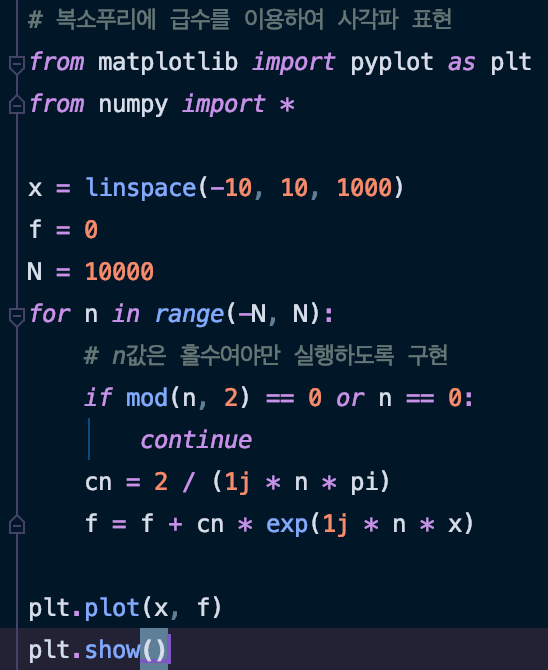 # 복소푸리에 급수를 이용하여 사각파 표현
from matplotlib import pyplot as plt
from numpy import *
x = linspace(-10, 10, 1000)
f = 0
N = 10000
for n in range(-N, N):
# n값은 홀수여야만 실행하도록 구현
if mod(n, 2) == 0 or n == 0:
continue
cn = 2 / (1j * n * pi)
f = f + cn * exp(1j * n * x)
plt.plot(x, f)
plt.show()